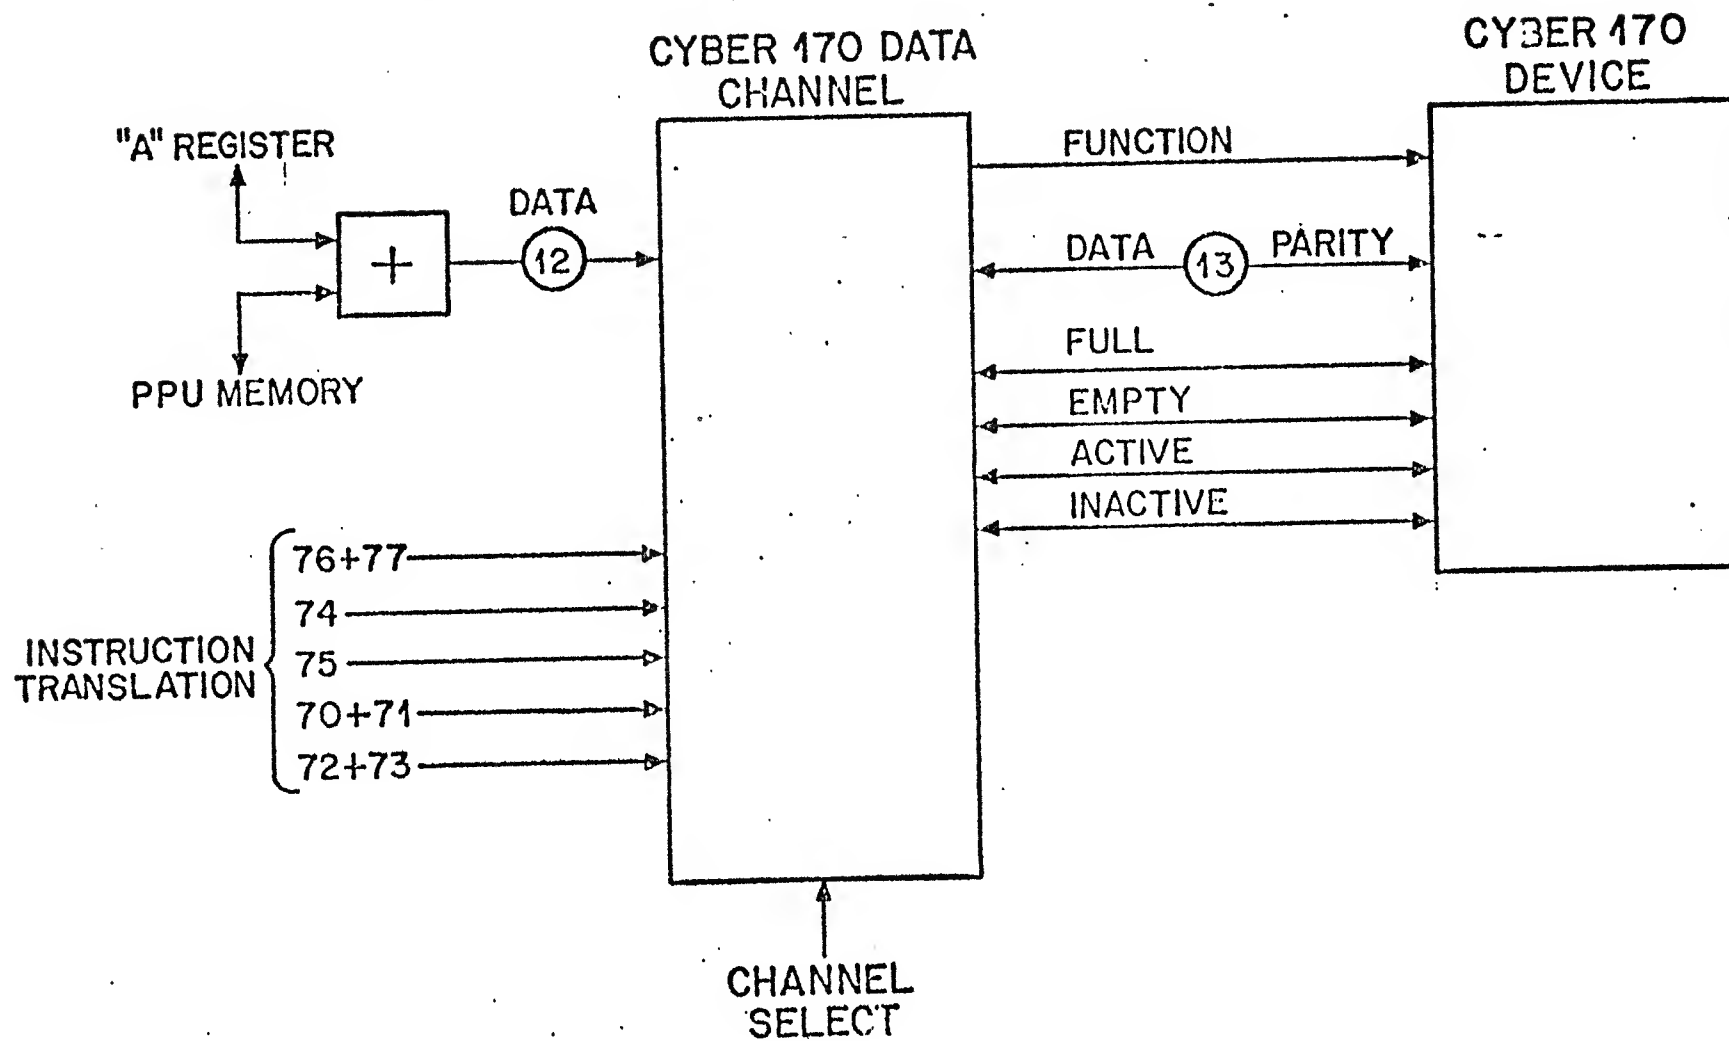 CYBER 170 DATA
CHANNEL
CYBER 170
DEVICE
"A" REGISTER
DATA
12
+
PPU MEMORY
FUNCTION
DATA 13 PARITY
FULL
EMPTY
ACTIVE
INACTIVE
INSTRUCTION
TRANSLATION
76+77
74
75
70+71
72+73
CHANNEL
SELECT